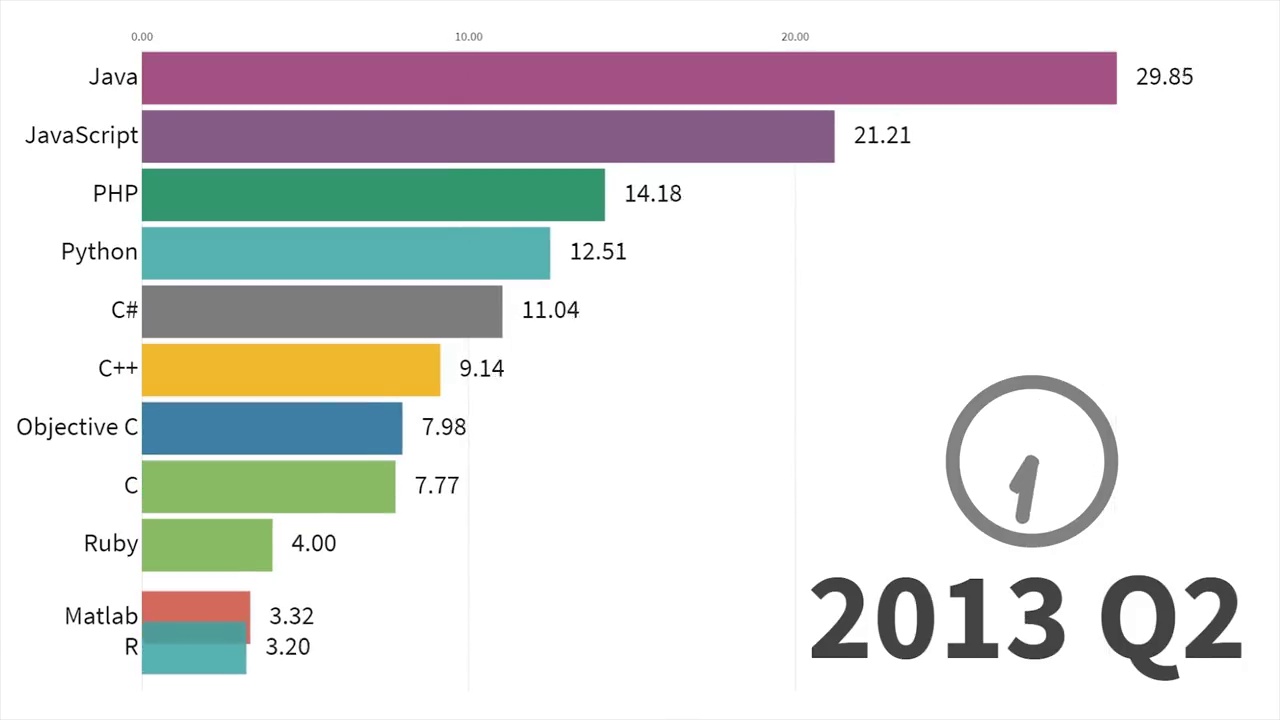 0.00 10.00 20.00
Java 29.85
JavaScript 21.21
PHP 14.18
Python 12.51
C# 11.04
C++ 9.14
Objective C 7.98
C 7.77
Ruby 4.00
Matlab 3.32
R 3.20
2013 Q2